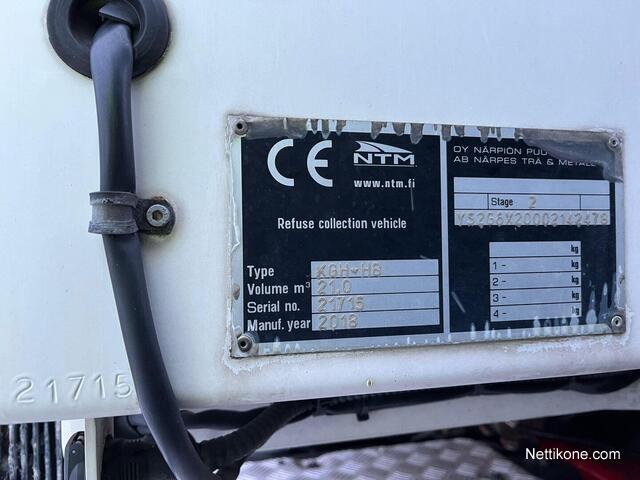 CE NTM
www.ntm.fi
Refuse collection vehicle
Type KGH-HB
Volume m³ 21.0
Serial no. 21715
Manuf. year 2018
OY NÄRPIÖN PUU
AB NÄRPES TRÄ & METALL
Stage 2
YS2G6X20002142478
kg
1 - kg
2 - kg
3 - kg
4 - kg
21715
Nettikone.com